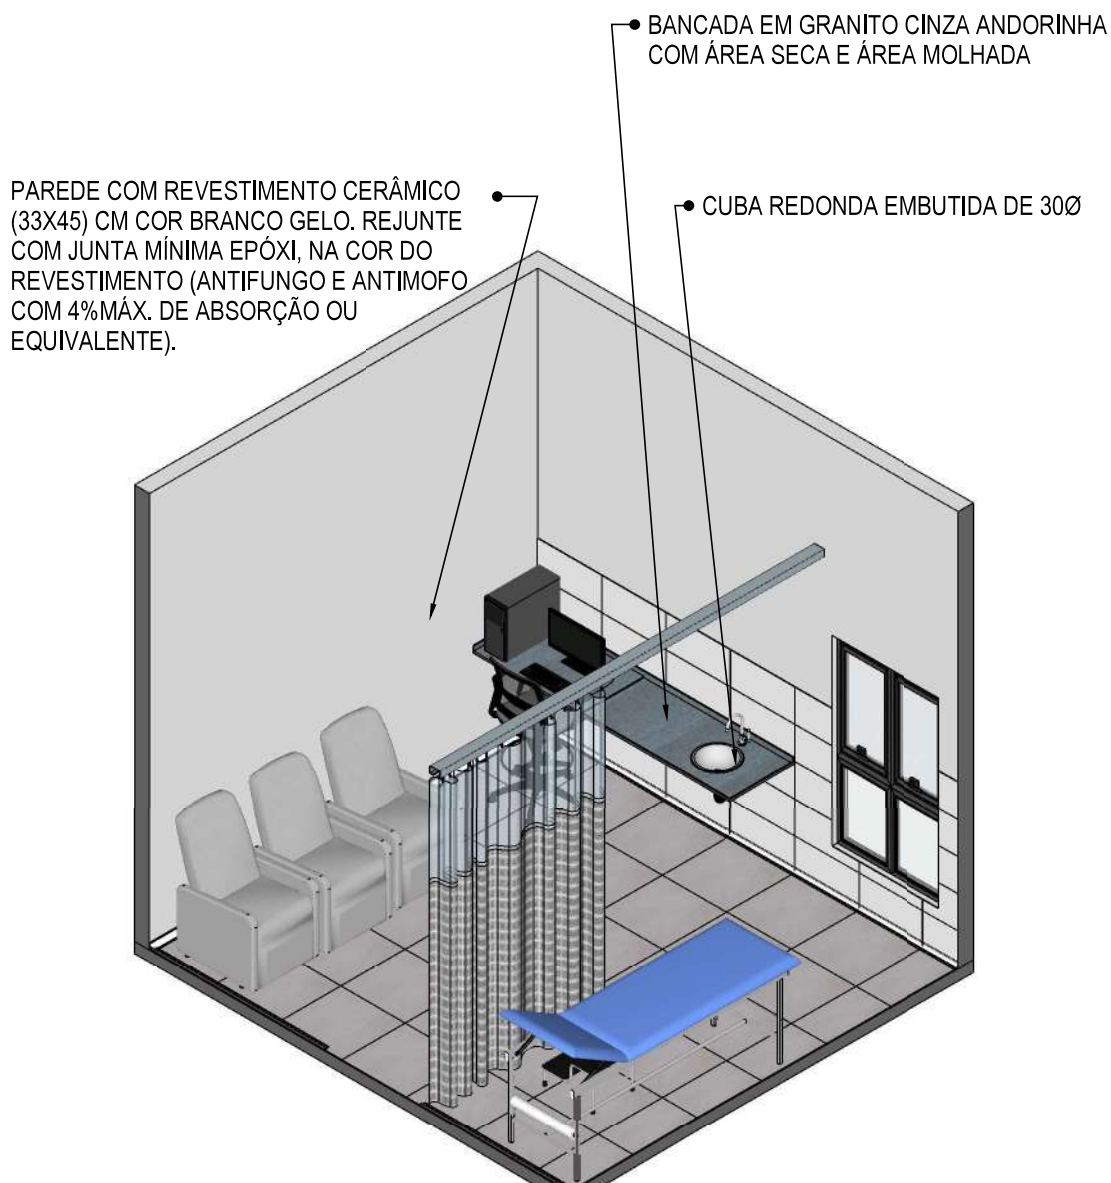 BANCADA EM GRANITO CINZA ANDORINHA
COM ÁREA SECA E ÁREA MOLHADA
PAREDE COM REVESTIMENTO CERÂMICO
(33X45) CM COR BRANCO GELO. REJUNTE
COM JUNTA MÍNIMA EPÓXI, NA COR DO
REVESTIMENTO (ANTIFUNGO E ANTIMOFO
COM 4%MÁX. DE ABSORÇÃO OU
EQUIVALENTE).
CUBA REDONDA EMBUTIDA DE 30Ø